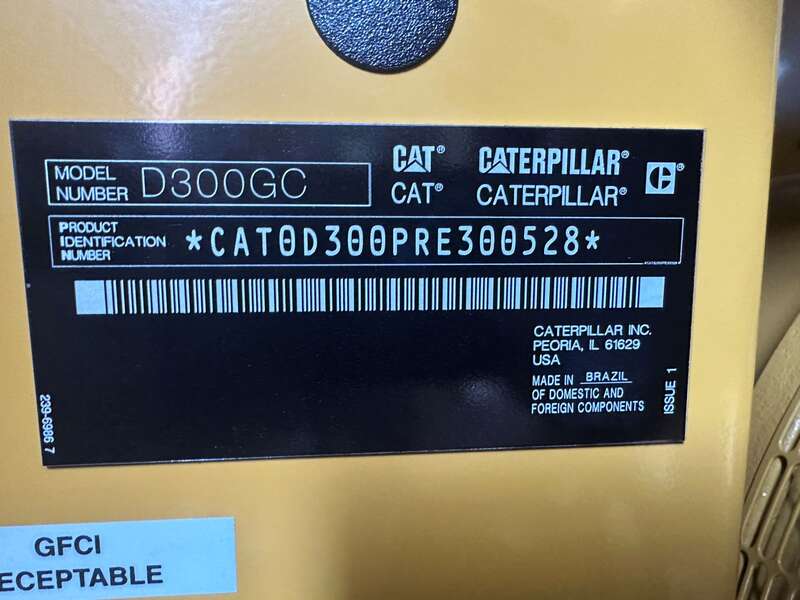 MODEL NUMBER D300GC
CAT® CATERPILLAR®
CAT® CATERPILLAR®
PRODUCT IDENTIFICATION NUMBER *CAT0D300PRE300528*
CATERPILLAR INC.
PEORIA, IL 61629
USA
MADE IN BRAZIL
OF DOMESTIC AND
FOREIGN COMPONENTS
ISSUE 1
239-6986 7
GFCI
ECEPTABLE